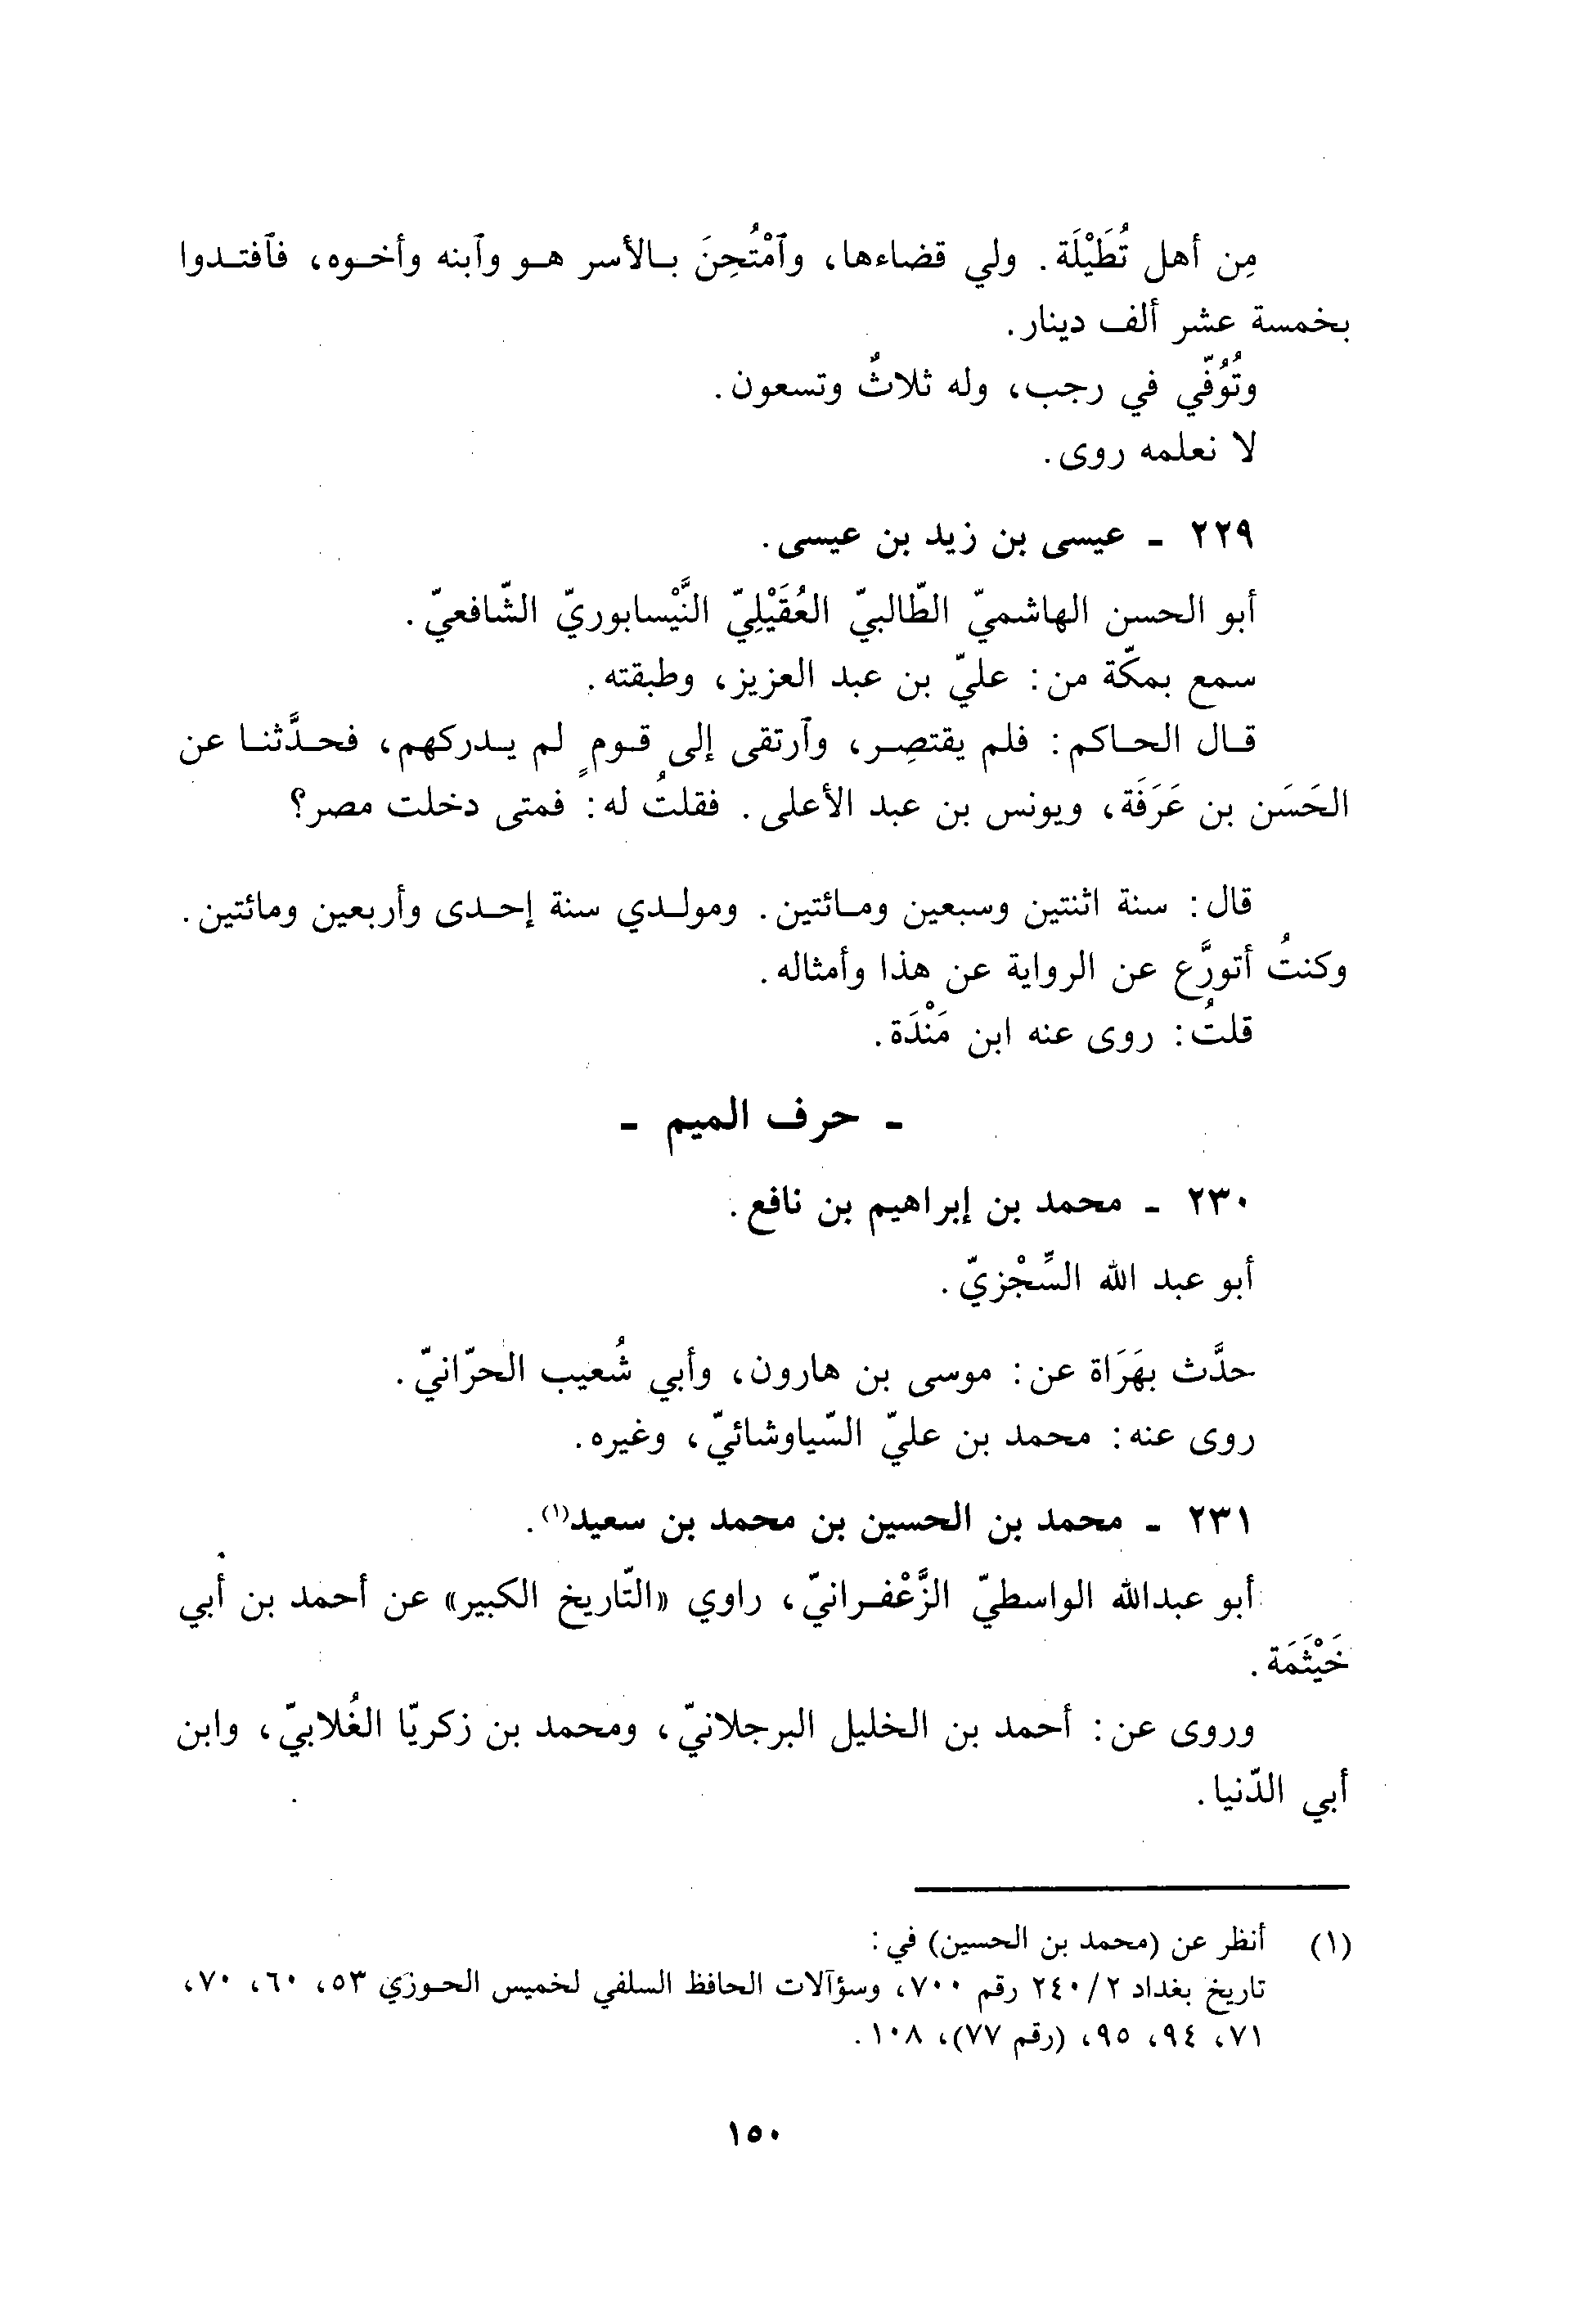 مِن أهل تُطَيْلَة. ولي قضاءها، وآمْتُحِنَ بالأسر هو وآبنه وأخوه، فآفتدوا
بخمسة عشر ألف دينار.
وتُوُفّي في رجب، وله ثلاثٌ وتسعون.
لا نعلمه روى.
٢٢٩ ـ عيسى بن زيد بن عيسى.
أبو الحسن الهاشميّ الطّالبيّ العُقَيْلِيّ النَّيْسابوريّ الشّافعيّ.
سمع بمكّة من: عليّ بن عبد العزيز، وطبقته.
قال الحاكم: فلم يقتصِر، وآرتقى إلى قومٍ لم يدركهم، فحدَّثنا عن
الحَسَن بن عَرَفَة، ويونس بن عبد الأعلى. فقلتُ له: فمتى دخلت مصر؟
قال: سنة اثنتين وسبعين ومائتين. ومولدي سنة إحدى وأربعين ومائتين.
وكنتُ أتورَّع عن الرواية عن هذا وأمثاله.
قلتُ: روى عنه ابن مَنْدَة.
ـ حرف الميم ـ
٢٣٠ ـ محمد بن إبراهيم بن نافع.
أبو عبد الله السِّجْزيّ.
حدَّث بهَرَاة عن: موسى بن هارون، وأبي شُعيب الحرّانيّ.
روى عنه: محمد بن عليّ السّياوشائيّ، وغيره.
٢٣١ ـ محمد بن الحسين بن محمد بن سعيد(١).
أبو عبدالله الواسطيّ الزَّعْفرانيّ، راوي «التّاريخ الكبير» عن أحمد بن أبي
خَيْثَمَة.
وروى عن: أحمد بن الخليل البرجلانيّ، ومحمد بن زكريّا الغُلابيّ، وابن
أبي الدّنيا.
(١) أنظر عن (محمد بن الحسين) في:
تاريخ بغداد ٢/ ٢٤٠ رقم ٧٠٠، وسؤآلات الحافظ السلفي لخميس الحوزي ٥٣، ٦٠، ٧٠،
٧١، ٩٤، ٩٥، (رقم ٧٧)، ١٠٨.
١٥٠